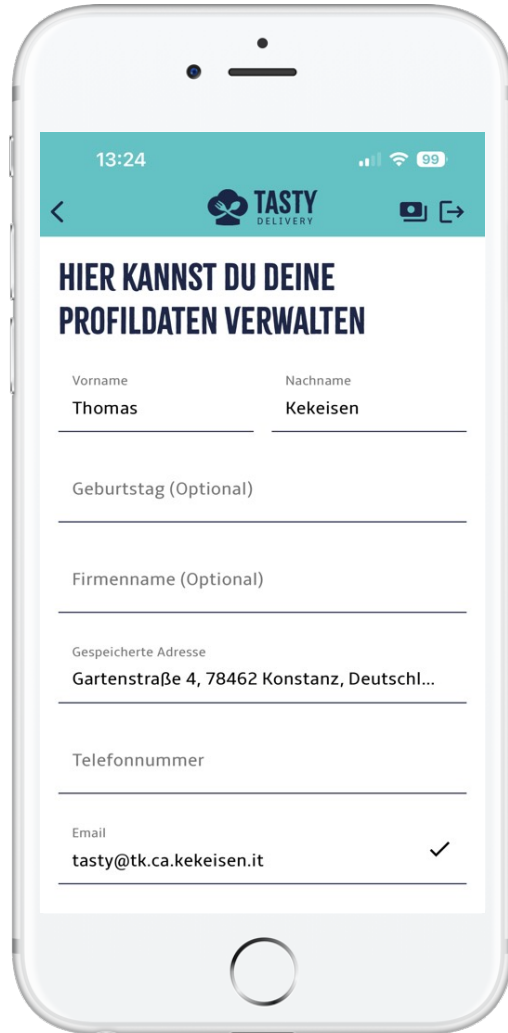 13:24
99
TASTY
DELIVERY
HIER KANNST DU DEINE
PROFILDATEN VERWALTEN
Vorname
Nachname
Thomas
Kekeisen
Geburtstag (Optional)
Firmenname (Optional)
Gespeicherte Adresse
Gartenstraße 4, 78462 Konstanz, Deutschl...
Telefonnummer
Email
tasty@tk.ca.kekeisen.it